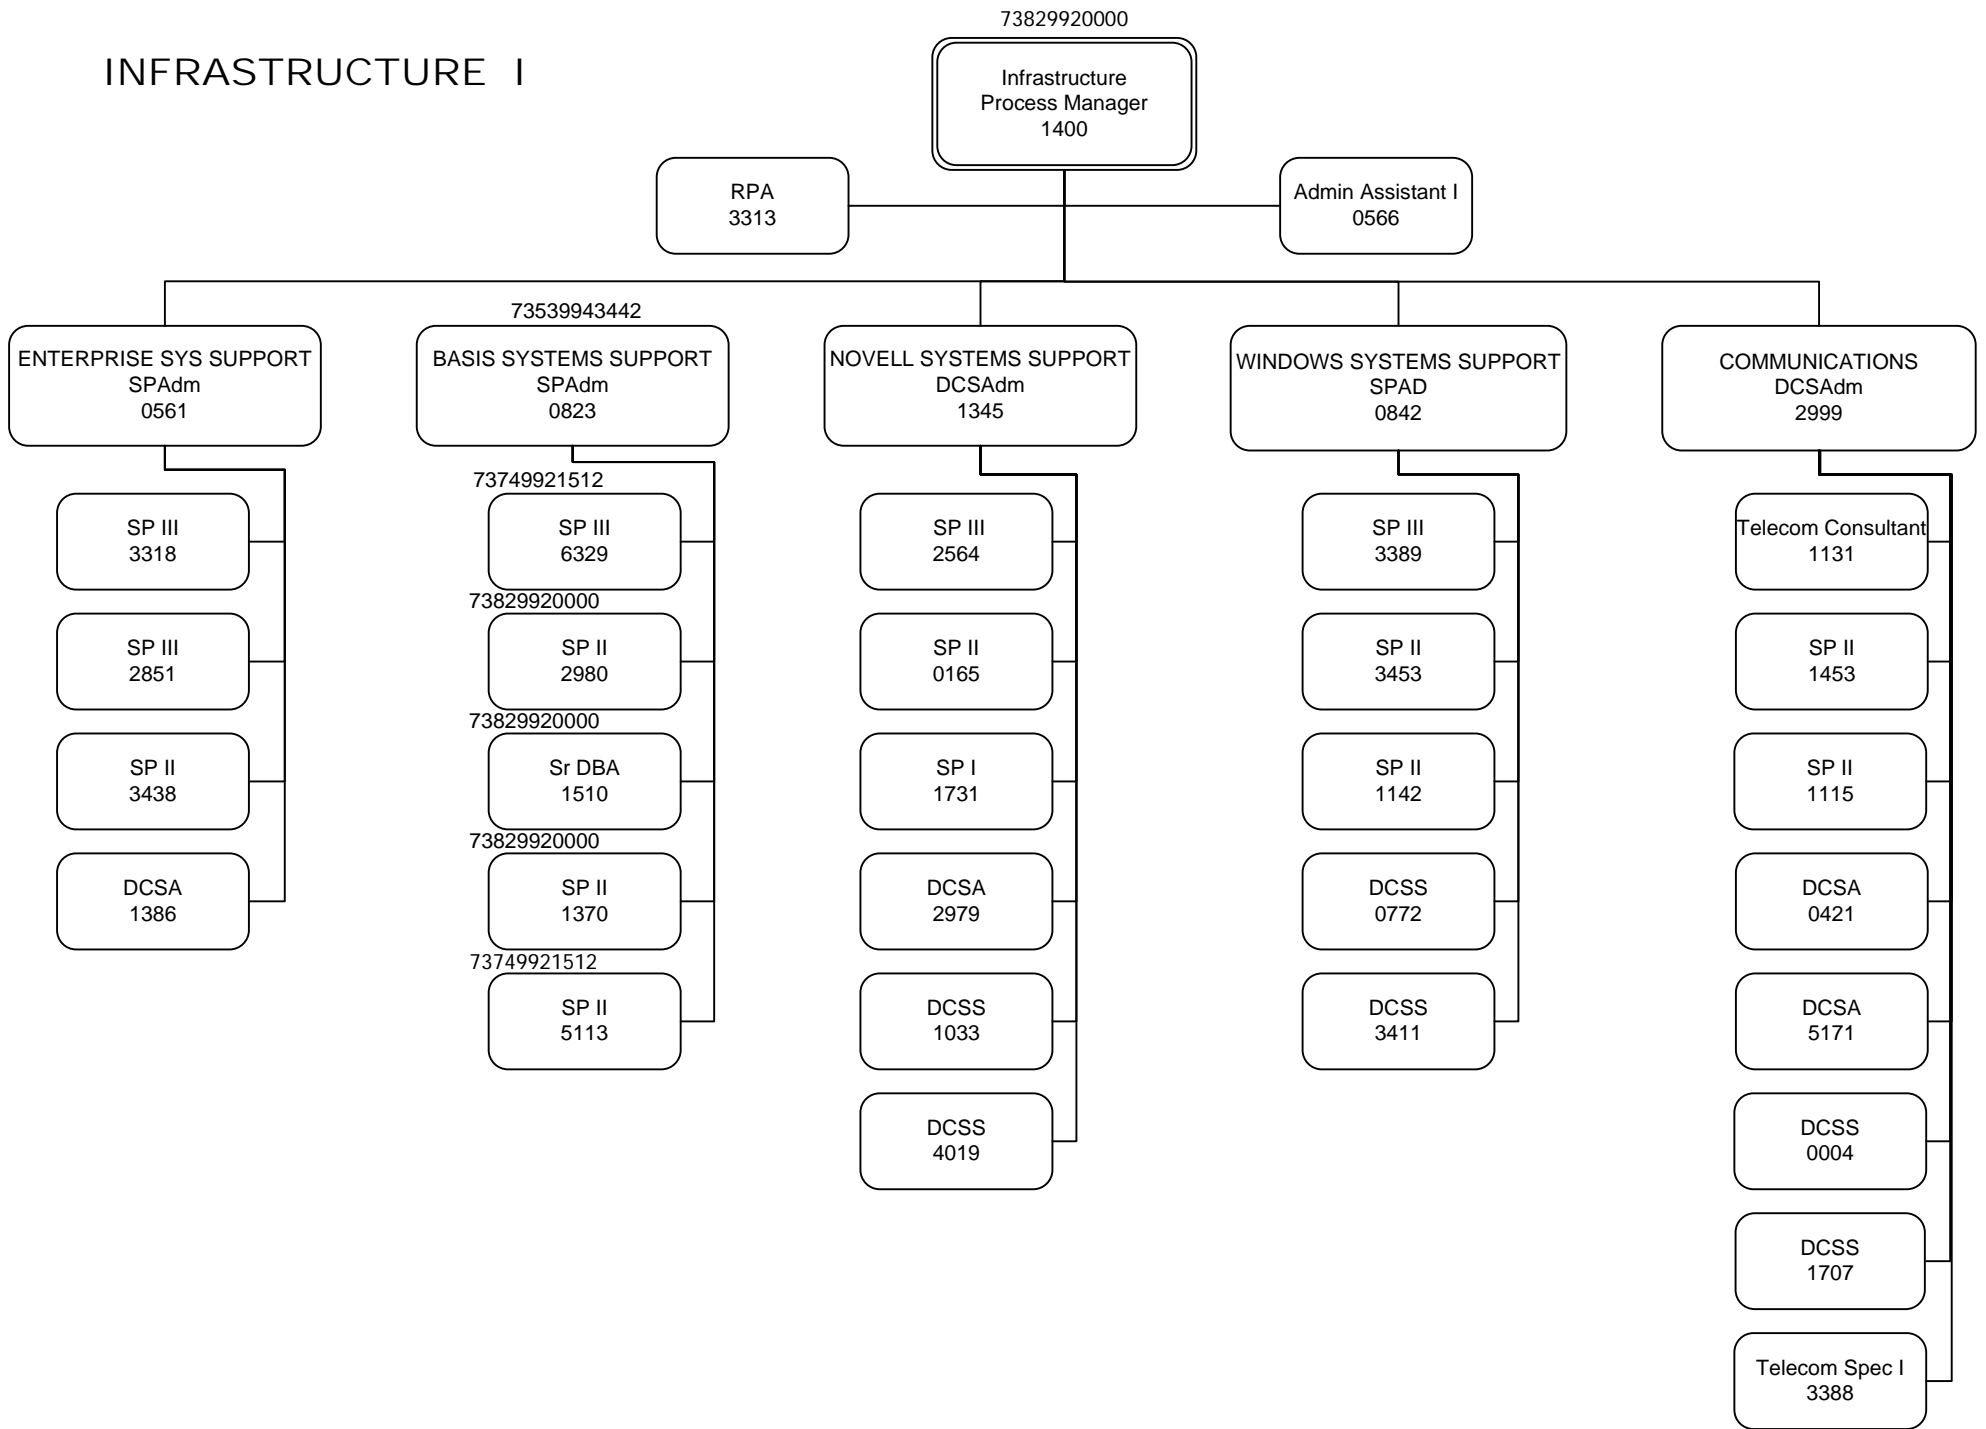 73829920000
INFRASTRUCTURE I
Infrastructure
Process Manager
1400
RPA
3313
Admin Assistant I
0566
ENTERPRISE SYS SUPPORT
SPAdm
0561
SP III
3318
SP III
2851
SP II
3438
DCSA
1386
73539943442
BASIS SYSTEMS SUPPORT
SPAdm
0823
73749921512
SP III
6329
73829920000
SP II
2980
73829920000
Sr DBA
1510
73829920000
SP II
1370
73749921512
SP II
5113
NOVELL SYSTEMS SUPPORT
DCSAdm
1345
SP III
2564
SP II
0165
SP I
1731
DCSA
2979
DCSS
1033
DCSS
4019
WINDOWS SYSTEMS SUPPORT
SPAD
0842
SP III
3389
SP II
3453
SP II
1142
DCSS
0772
DCSS
3411
COMMUNICATIONS
DCSAdm
2999
Telecom Consultant
1131
SP II
1453
SP II
1115
DCSA
0421
DCSA
5171
DCSS
0004
DCSS
1707
Telecom Spec I
3388